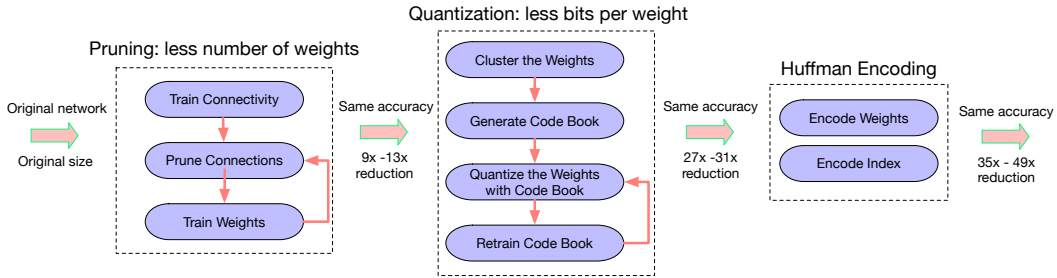 Original network
Original size
Pruning: less number of weights
Train Connectivity
Prune Connections
Train Weights
Same accuracy
9x -13x
reduction
Quantization: less bits per weight
Cluster the Weights
Generate Code Book
Quantize the Weights
with Code Book
Retrain Code Book
Same accuracy
27x -31x
reduction
Huffman Encoding
Encode Weights
Encode Index
Same accuracy
35x - 49x
reduction